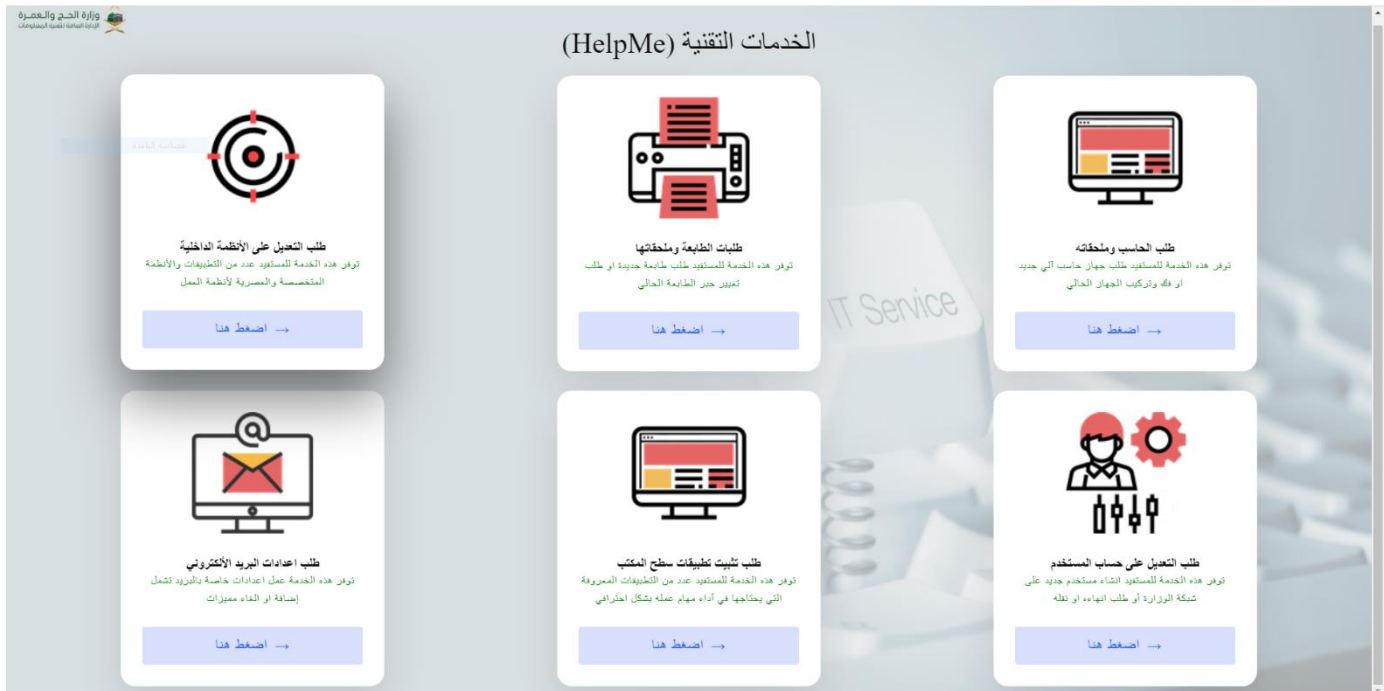 وزارة الحـج والـعمـرة
الإدارة العامة لتقنية المعلومات
الخدمات التقنية (HelpMe)
طلب الحاسب وملحقاته
توفر هذه الخدمة للمستفيد طلب جهاز حاسب آلي جديد
او فك وتركيب الجهاز الحالي
اضغط هنا →
طلبات الطابعة وملحقاتها
توفر هذه الخدمة للمستفيد طلب طابعة جديدة او طلب
تغيير حبر الطابعة الحالي
اضغط هنا →
طلب التعديل على الأنظمة الداخلية
توفر هذه الخدمة للمستفيد عدد من التطبيقات والأنظمة
المتخصصة والعصرية لأنظمة العمل
اضغط هنا →
IT Service
طلب التعديل على حساب المستخدم
توفر هذه الخدمة للمستفيد انشاء مستخدم جديد على
شبكة الوزارة أو طلب انهاءه او نقله
اضغط هنا →
طلب تثبيت تطبيقات سطح المكتب
توفر هذه الخدمة للمستفيد عدد من التطبيقات المعروفة
التي يحتاجها في أداء مهام عمله بشكل احترافي
اضغط هنا →
طلب اعدادات البريد الألكتروني
توفر هذه الخدمة عمل اعدادات خاصة بالبريد تشمل
إضافة او الغاء مميزات
اضغط هنا →